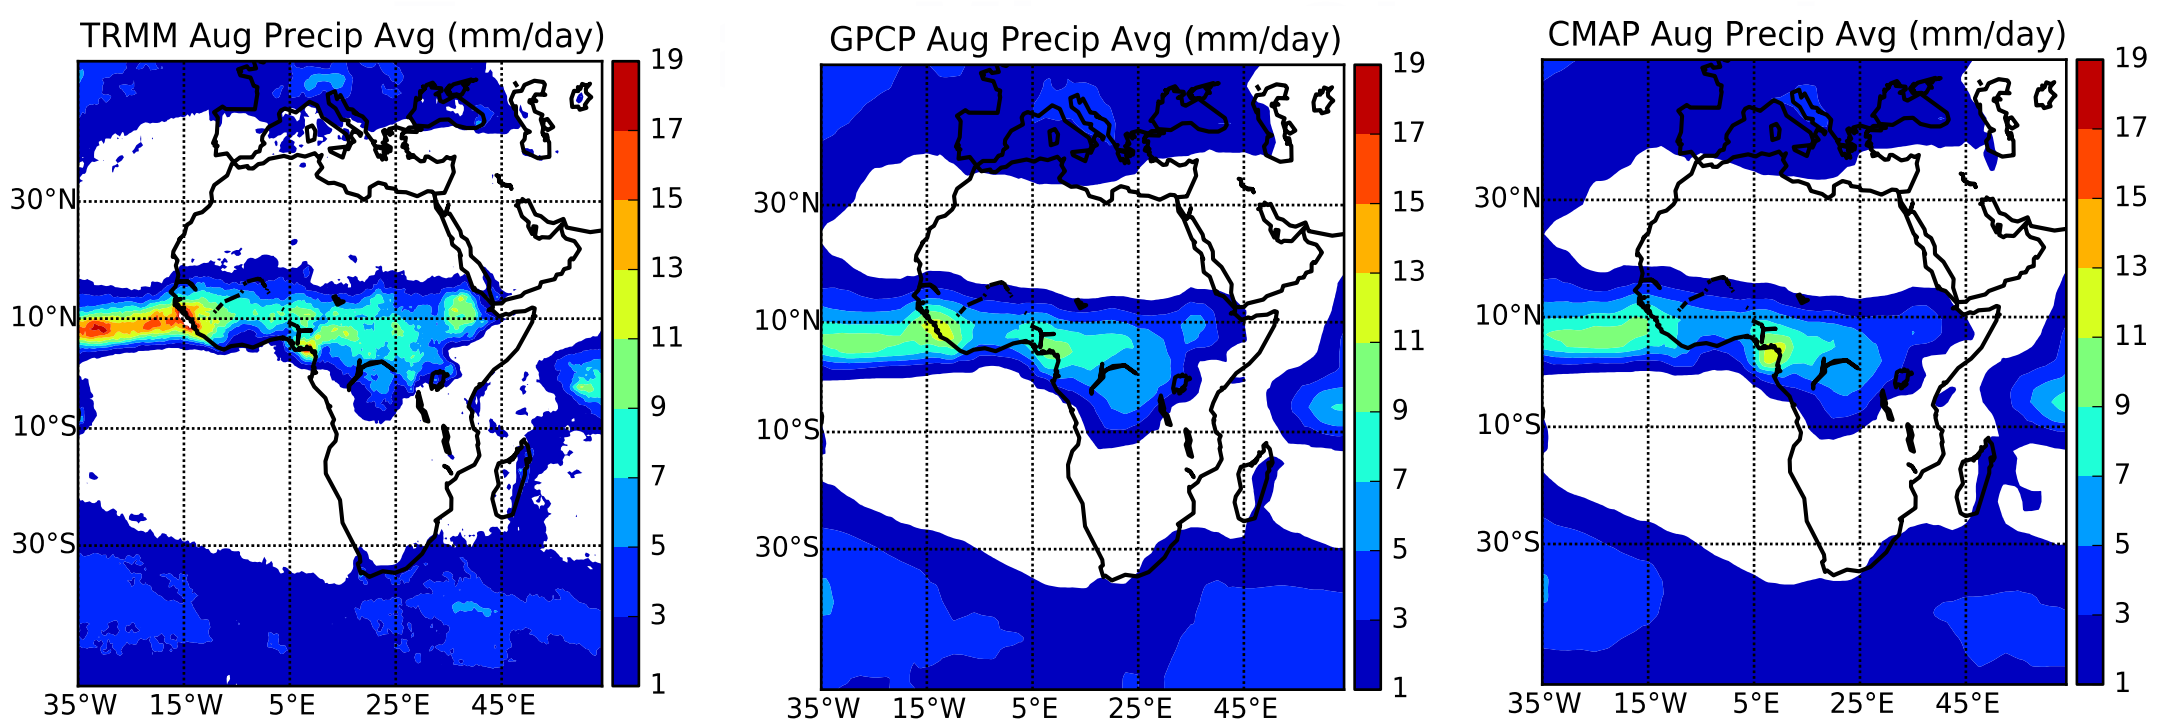 TRMM Aug Precip Avg (mm/day)
30°N
10°N
10°S
30°S
35°W 15°W 5°E 25°E 45°E
19
17
15
13
11
9
7
5
3
1
GPCP Aug Precip Avg (mm/day)
30°N
10°N
10°S
30°S
35°W 15°W 5°E 25°E 45°E
19
17
15
13
11
9
7
5
3
1
CMAP Aug Precip Avg (mm/day)
30°N
10°N
10°S
30°S
35°W 15°W 5°E 25°E 45°E
19
17
15
13
11
9
7
5
3
1